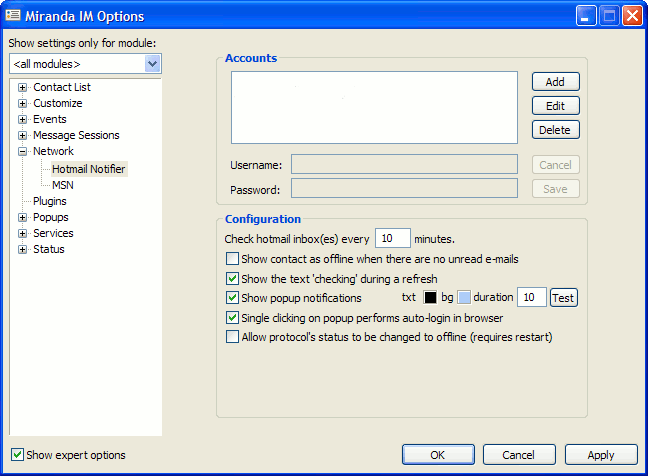 Miranda IM Options
Show settings only for module:
<all modules>
Contact List
Customize
Events
Message Sessions
Network
Hotmail Notifier
MSN
Plugins
Popups
Services
Status
Show expert options
Accounts
Add
Edit
Delete
Username:
Cancel
Password:
Save
Configuration
Check hotmail inbox(es) every 10 minutes.
Show contact as offline when there are no unread e-mails
Show the text 'checking' during a refresh
Show popup notifications txt bg duration 10 Test
Single clicking on popup performs auto-login in browser
Allow protocol's status to be changed to offline (requires restart)
OK Cancel Apply